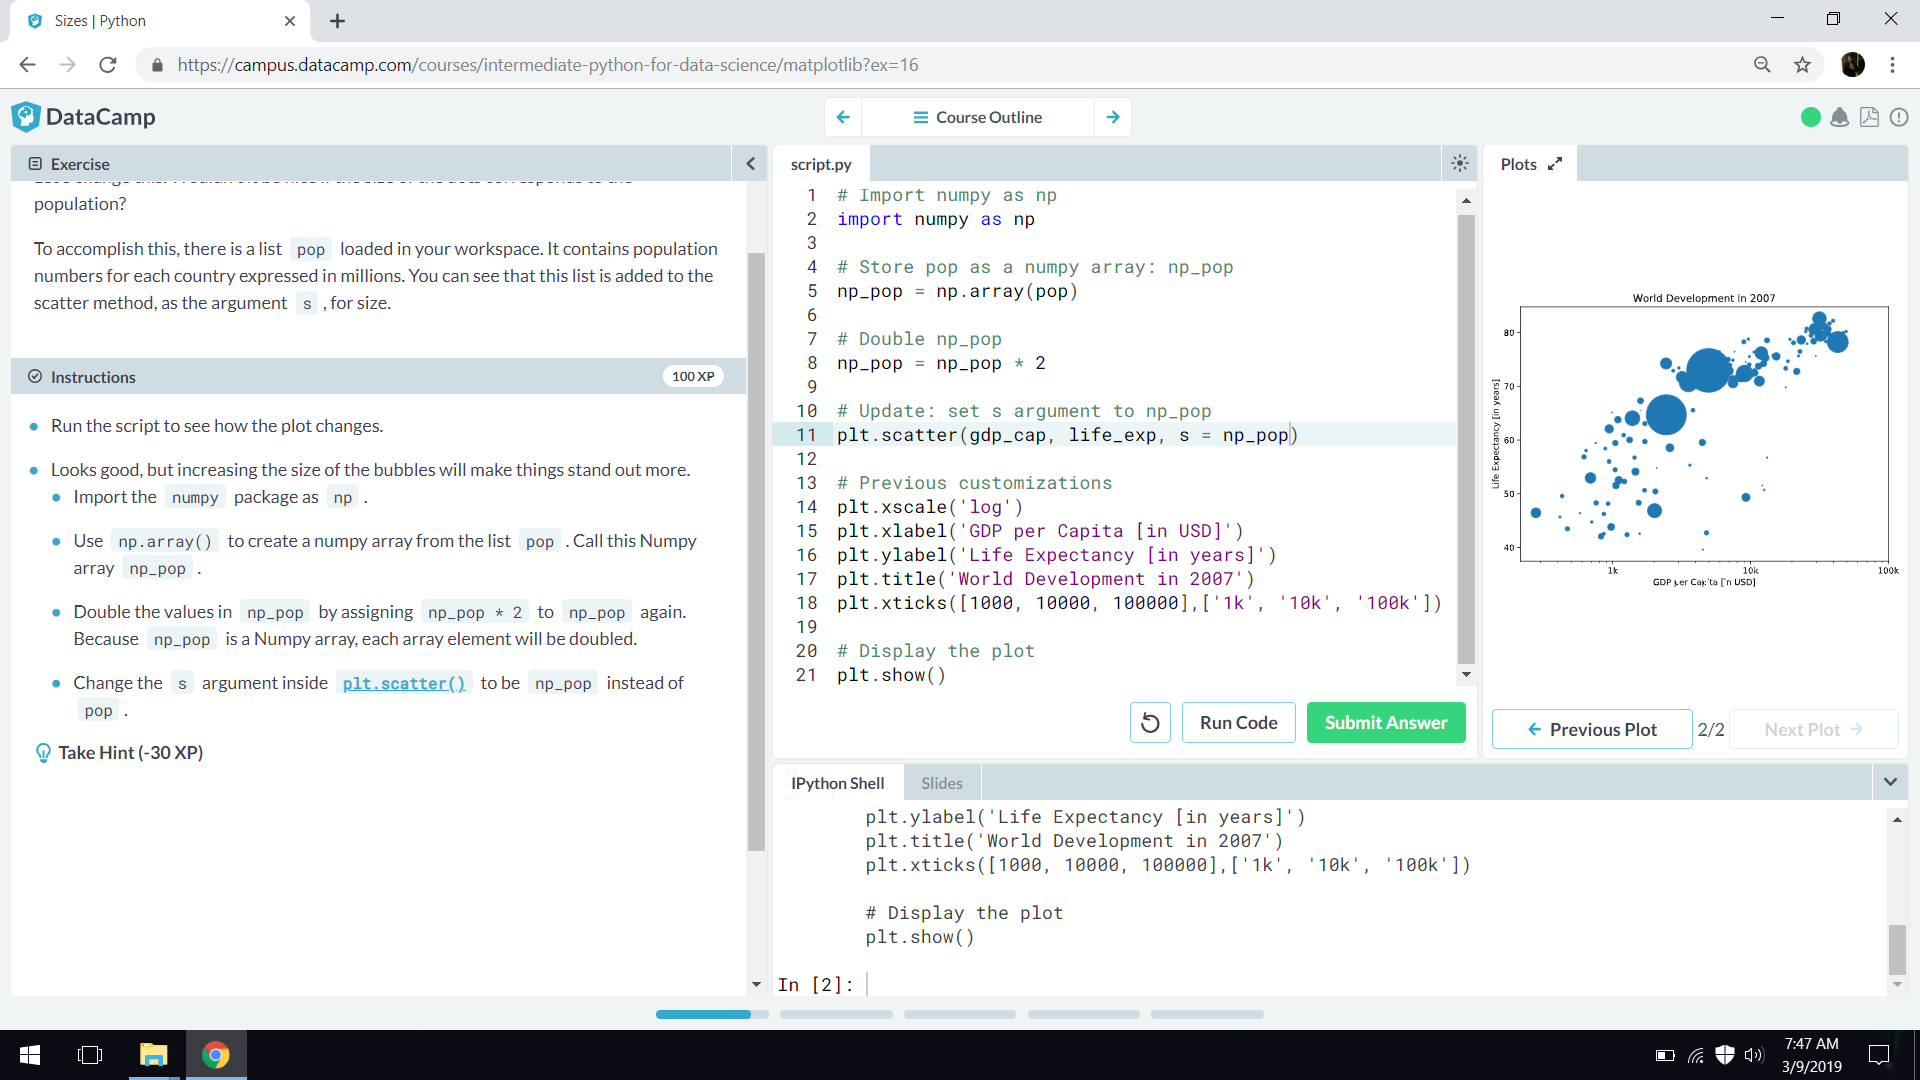 Sizes | Python
https://campus.datacamp.com/courses/intermediate-python-for-data-science/matplotlib?ex=16
DataCamp
Course Outline
Exercise
population?
To accomplish this, there is a list pop loaded in your workspace. It contains population
numbers for each country expressed in millions. You can see that this list is added to the
scatter method, as the argument s , for size.
Instructions
100 XP
Run the script to see how the plot changes.
Looks good, but increasing the size of the bubbles will make things stand out more.
Import the numpy package as np .
Use np.array() to create a numpy array from the list pop . Call this Numpy
array np_pop .
Double the values in np_pop by assigning np_pop * 2 to np_pop again.
Because np_pop is a Numpy array, each array element will be doubled.
Change the s argument inside plt.scatter() to be np_pop instead of
pop .
Take Hint (-30 XP)
script.py
1 # Import numpy as np
2 import numpy as np
3
4 # Store pop as a numpy array: np_pop
5 np_pop = np.array(pop)
6
7 # Double np_pop
8 np_pop = np_pop * 2
9
10 # Update: set s argument to np_pop
11 plt.scatter(gdp_cap, life_exp, s = np_pop)
12
13 # Previous customizations
14 plt.xscale('log')
15 plt.xlabel('GDP per Capita [in USD]')
16 plt.ylabel('Life Expectancy [in years]')
17 plt.title('World Development in 2007')
18 plt.xticks([1000, 10000, 100000],['1k', '10k', '100k'])
19
20 # Display the plot
21 plt.show()
Run Code
Submit Answer
Plots
World Development in 2007
Life Expectancy [in years]
80
70
60
50
40
1k
10k
100k
GDP per Capita [in USD]
Previous Plot
2/2
Next Plot
IPython Shell
Slides
plt.ylabel('Life Expectancy [in years]')
plt.title('World Development in 2007')
plt.xticks([1000, 10000, 100000],['1k', '10k', '100k'])
# Display the plot
plt.show()
In [2]:
7:47 AM
3/9/2019